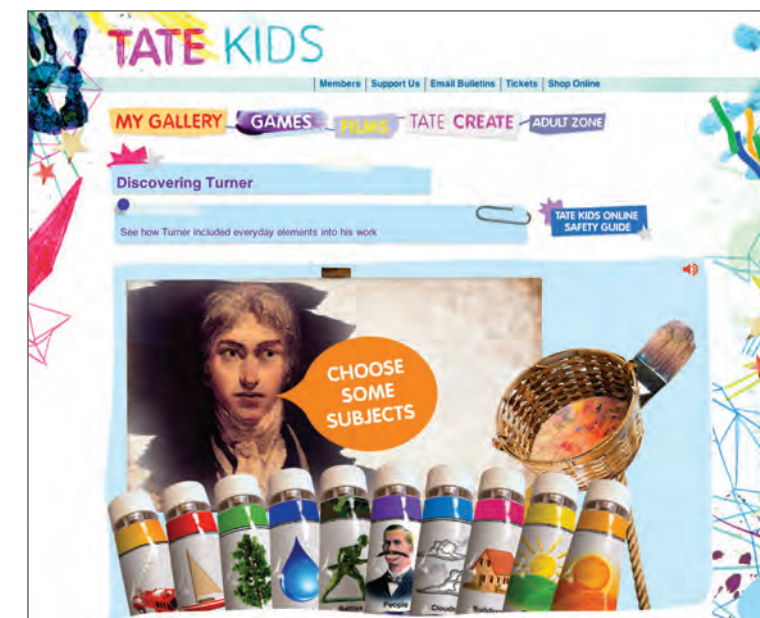 TATE KIDS
Members | Support Us | Email Bulletins | Tickets | Shop Online
MY GALLERY GAMES FILMS TATE CREATE ADULT ZONE
Discovering Turner
See how Turner included everyday elements into his work
TATE KIDS ONLINE
SAFETY GUIDE
CHOOSE
SOME
SUBJECTS
Battles People Clouds